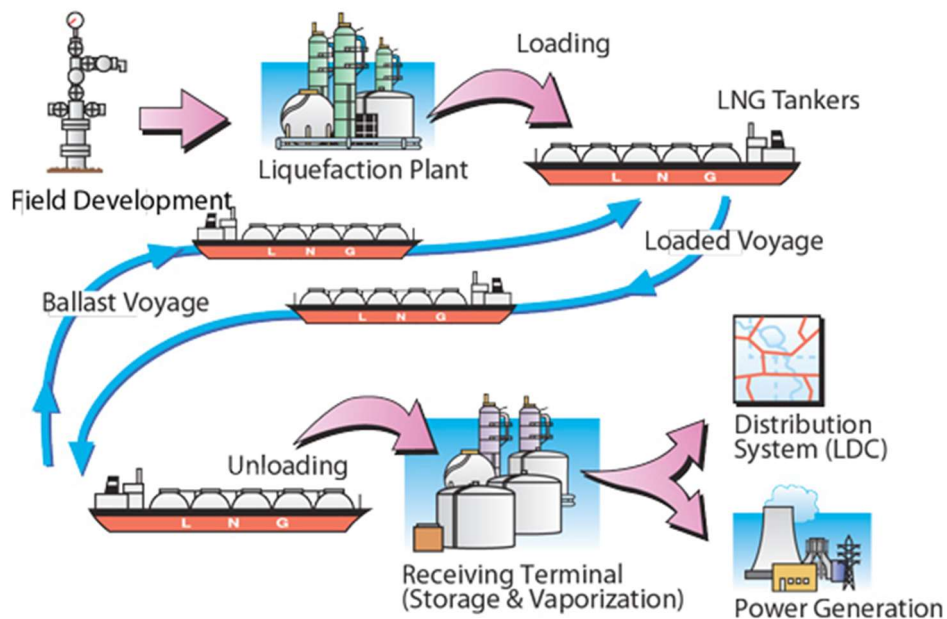 Loading
LNG Tankers
Liquefaction Plant
L N G
Field Development
L N G
Loaded Voyage
Ballast Voyage
L N G
Distribution
System (LDC)
Unloading
L N G
Receiving Terminal
(Storage & Vaporization)
Power Generation